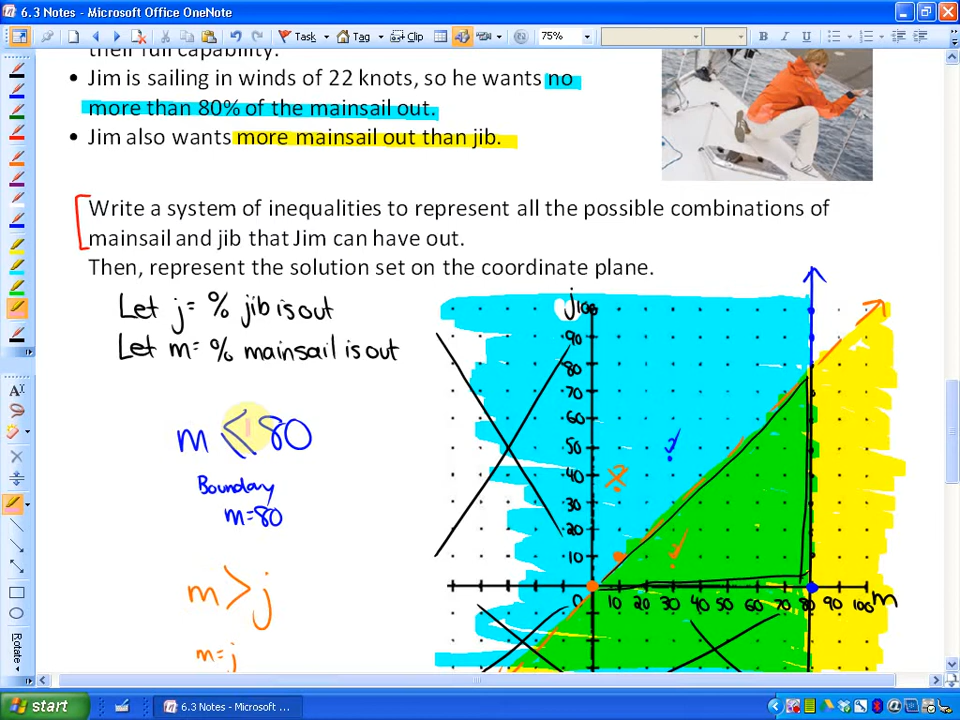 6.3 Notes - Microsoft Office OneNote
Task
Tag
Clip
75%
B I U
their full capability.
• Jim is sailing in winds of 22 knots, so he wants no
more than 80% of the mainsail out.
• Jim also wants more mainsail out than jib.
Write a system of inequalities to represent all the possible combinations of
mainsail and jib that Jim can have out.
Then, represent the solution set on the coordinate plane.
Let j = % jib is out
Let m = % mainsail is out
m ≤ 80
Boundary
m=80
m > j
m=j
j
100
90
80
70
60
50
40
30
20
10
0 10 20 30 40 50 60 70 80 90 100 m
Rotate
start
6.3 Notes - Microsoft ...